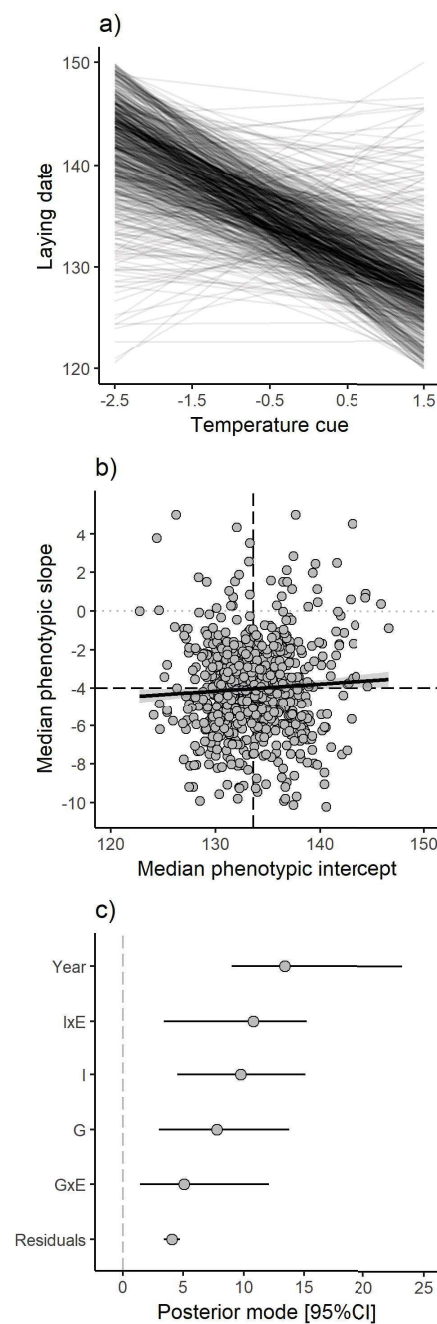 a)
150
140
130
120
Laying date
-2.5 -1.5 -0.5 0.5 1.5
Temperature cue
b)
4
2
0
-2
-4
-6
-8
-10
Median phenotypic slope
120 130 140 150
Median phenotypic intercept
c)
Year
IxE
I
G
GxE
Residuals
0 5 10 15 20 25
Posterior mode [95%CI]